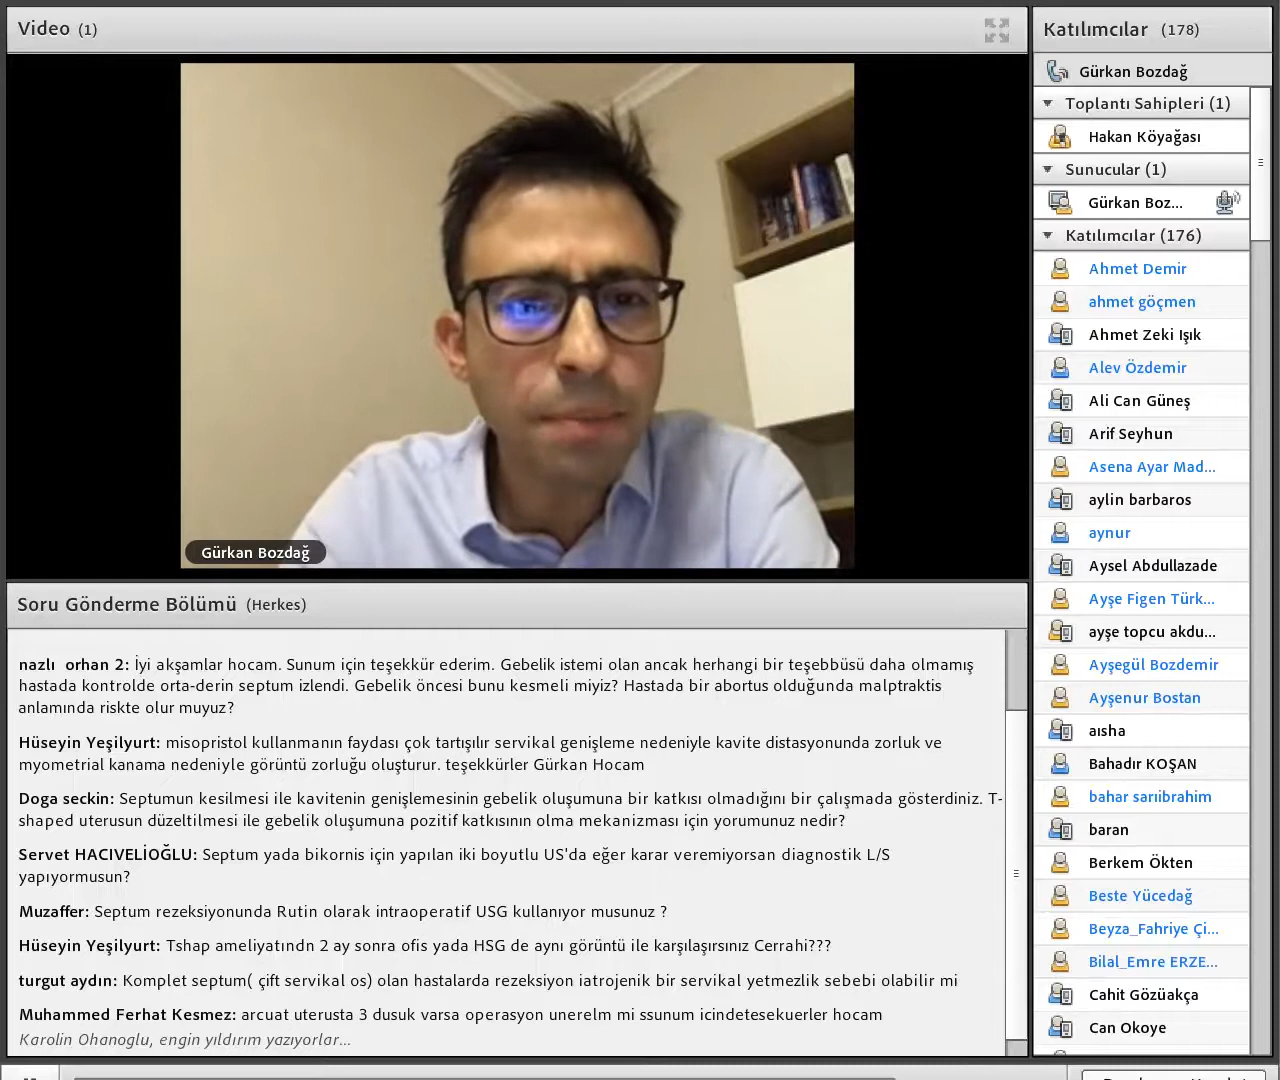 Video (1)
Gürkan Bozdağ
Soru Gönderme Bölümü (Herkes)
nazlı orhan 2: İyi akşamlar hocam. Sunum için teşekkür ederim. Gebelik istemi olan ancak herhangi bir teşebbüsü daha olmamış
hastada kontrolde orta-derin septum izlendi. Gebelik öncesi bunu kesmeli miyiz? Hastada bir abortus olduğunda malptraktis
anlamında riskte olur muyuz?
Hüseyin Yeşilyurt: misopristol kullanmanın faydası çok tartışılır servikal genişleme nedeniyle kavite distasyonunda zorluk ve
myometrial kanama nedeniyle görüntü zorluğu oluşturur. teşekkürler Gürkan Hocam
Doga seckin: Septumun kesilmesi ile kavitenin genişlemesinin gebelik oluşumuna bir katkısı olmadığını bir çalışmada gösterdiniz. T-
shaped uterusun düzeltilmesi ile gebelik oluşumuna pozitif katkısının olma mekanizması için yorumunuz nedir?
Servet HACIVELİOĞLU: Septum yada bikornis için yapılan iki boyutlu US'da eğer karar veremiyorsan diagnostik L/S
yapıyormusun?
Muzaffer: Septum rezeksiyonunda Rutin olarak intraoperatif USG kullanıyor musunuz ?
Hüseyin Yeşilyurt: Tshap ameliyatındn 2 ay sonra ofis yada HSG de aynı görüntü ile karşılaşırsınız Cerrahi???
turgut aydın: Komplet septum( çift servikal os) olan hastalarda rezeksiyon iatrojenik bir servikal yetmezlik sebebi olabilir mi
Muhammed Ferhat Kesmez: arcuat uterusta 3 dusuk varsa operasyon unerelm mi ssunum icindetesekuerler hocam
Karolin Ohanoglu, engin yıldırım yazıyorlar...
Katılımcılar (178)
Gürkan Bozdağ
Toplantı Sahipleri (1)
Hakan Köyağası
Sunucular (1)
Gürkan Boz...
Katılımcılar (176)
Ahmet Demir
ahmet göçmen
Ahmet Zeki Işık
Alev Özdemir
Ali Can Güneş
Arif Seyhun
Asena Ayar Mad...
aylin barbaros
aynur
Aysel Abdullazade
Ayşe Figen Türk...
ayşe topcu akdu...
Ayşegül Bozdemir
Ayşenur Bostan
aısha
Bahadır KOŞAN
bahar sarıibrahim
baran
Berkem Ökten
Beste Yücedağ
Beyza_Fahriye Çi...
Bilal_Emre ERZE...
Cahit Gözüakça
Can Okoye